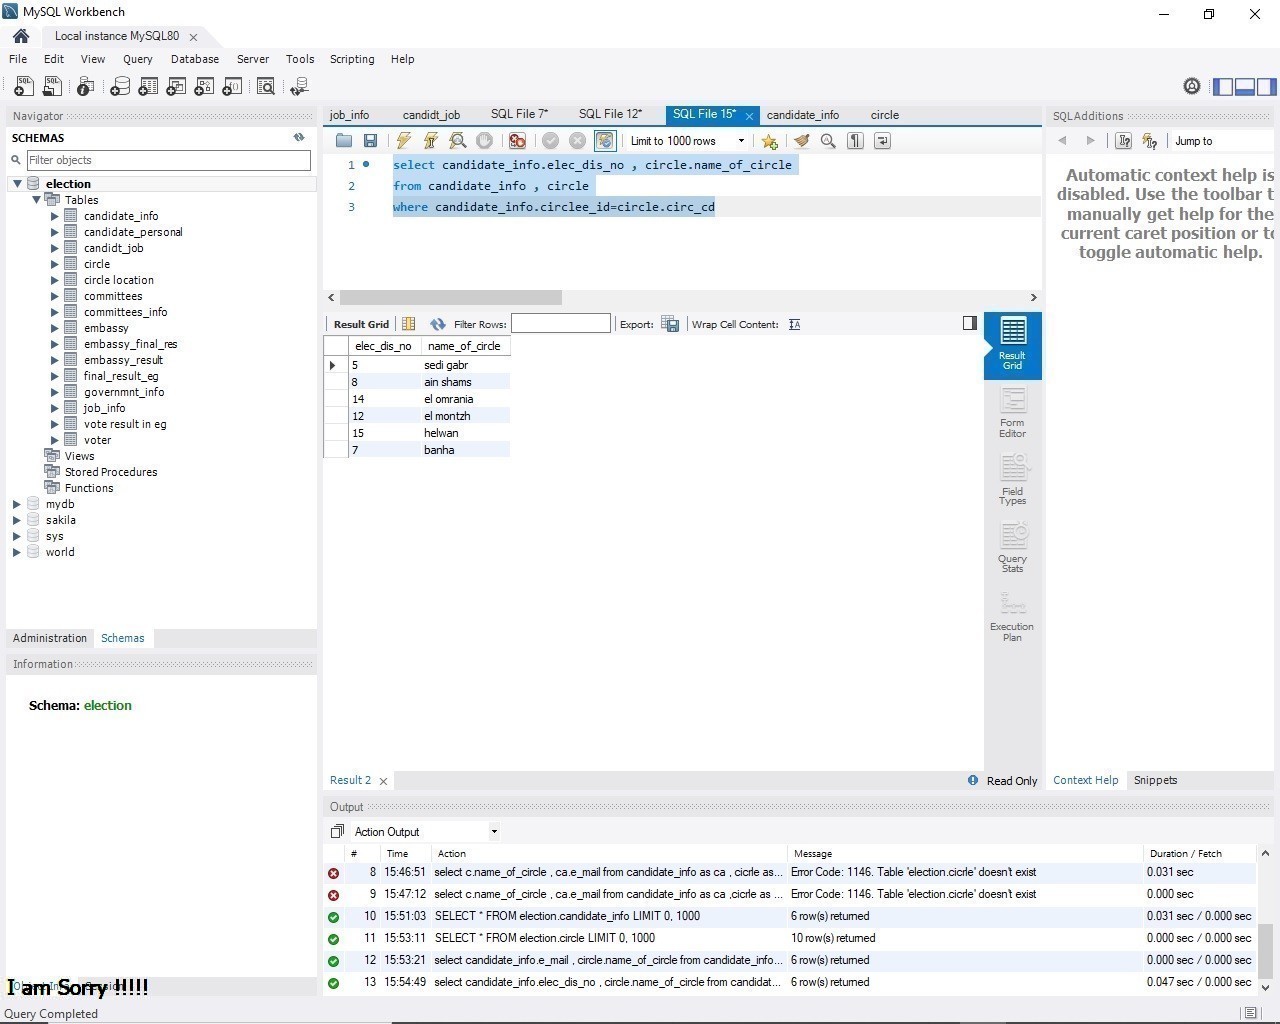 MySQL Workbench
Local instance MySQL80
File Edit View Query Database Server Tools Scripting Help
Navigator
SCHEMAS
Filter objects
election
Tables
candidate_info
candidate_personal
candidt_job
circle
circle location
committees
committees_info
embassy
embassy_final_res
embassy_result
final_result_eg
governmnt_info
job_info
vote result in eg
voter
Views
Stored Procedures
Functions
mydb
sakila
sys
world
Administration Schemas
Information
Schema: election
I am Sorry !!!!!
Query Completed
job_info candidt_job SQL File 7* SQL File 12* SQL File 15* candidate_info circle
Limit to 1000 rows
1 select candidate_info.elec_dis_no , circle.name_of_circle
2 from candidate_info , circle
3 where candidate_info.circlee_id=circle.circ_cd
Result Grid Filter Rows: Export: Wrap Cell Content:
elec_dis_no name_of_circle
5 sedi gabr
8 ain shams
14 el omrania
12 el montzh
15 helwan
7 banha
Result Grid
Form Editor
Field Types
Query Stats
Execution Plan
Result 2
Read Only
Output
Action Output
# Time Action Message Duration / Fetch
8 15:46:51 select c.name_of_circle , ca.e_mail from candidate_info as ca , cicrle as... Error Code: 1146. Table 'election.cicrle' doesn't exist 0.031 sec
9 15:47:12 select c.name_of_circle , ca.e_mail from candidate_info as ca ,cicrle as... Error Code: 1146. Table 'election.cicrle' doesn't exist 0.000 sec
10 15:51:03 SELECT * FROM election.candidate_info LIMIT 0, 1000 6 row(s) returned 0.031 sec / 0.000 sec
11 15:53:11 SELECT * FROM election.circle LIMIT 0, 1000 10 row(s) returned 0.000 sec / 0.000 sec
12 15:53:21 select candidate_info.e_mail , circle.name_of_circle from candidate_info... 6 row(s) returned 0.000 sec / 0.000 sec
13 15:54:49 select candidate_info.elec_dis_no , circle.name_of_circle from candidat... 6 row(s) returned 0.047 sec / 0.000 sec
SQLAdditions
Jump to
Automatic context help is
disabled. Use the toolbar t
manually get help for the
current caret position or to
toggle automatic help.
Context Help Snippets